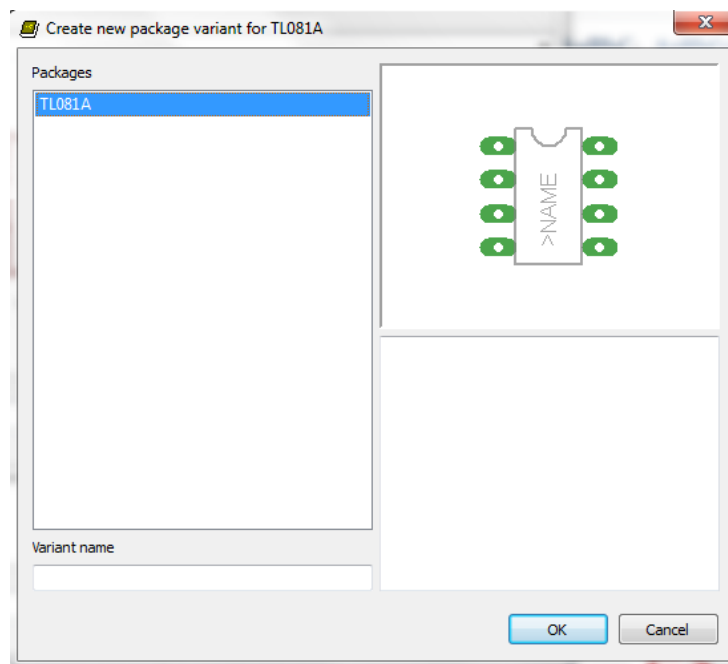 Create new package variant for TL081A
Packages
TL081A
>NAME
Variant name
OK
Cancel